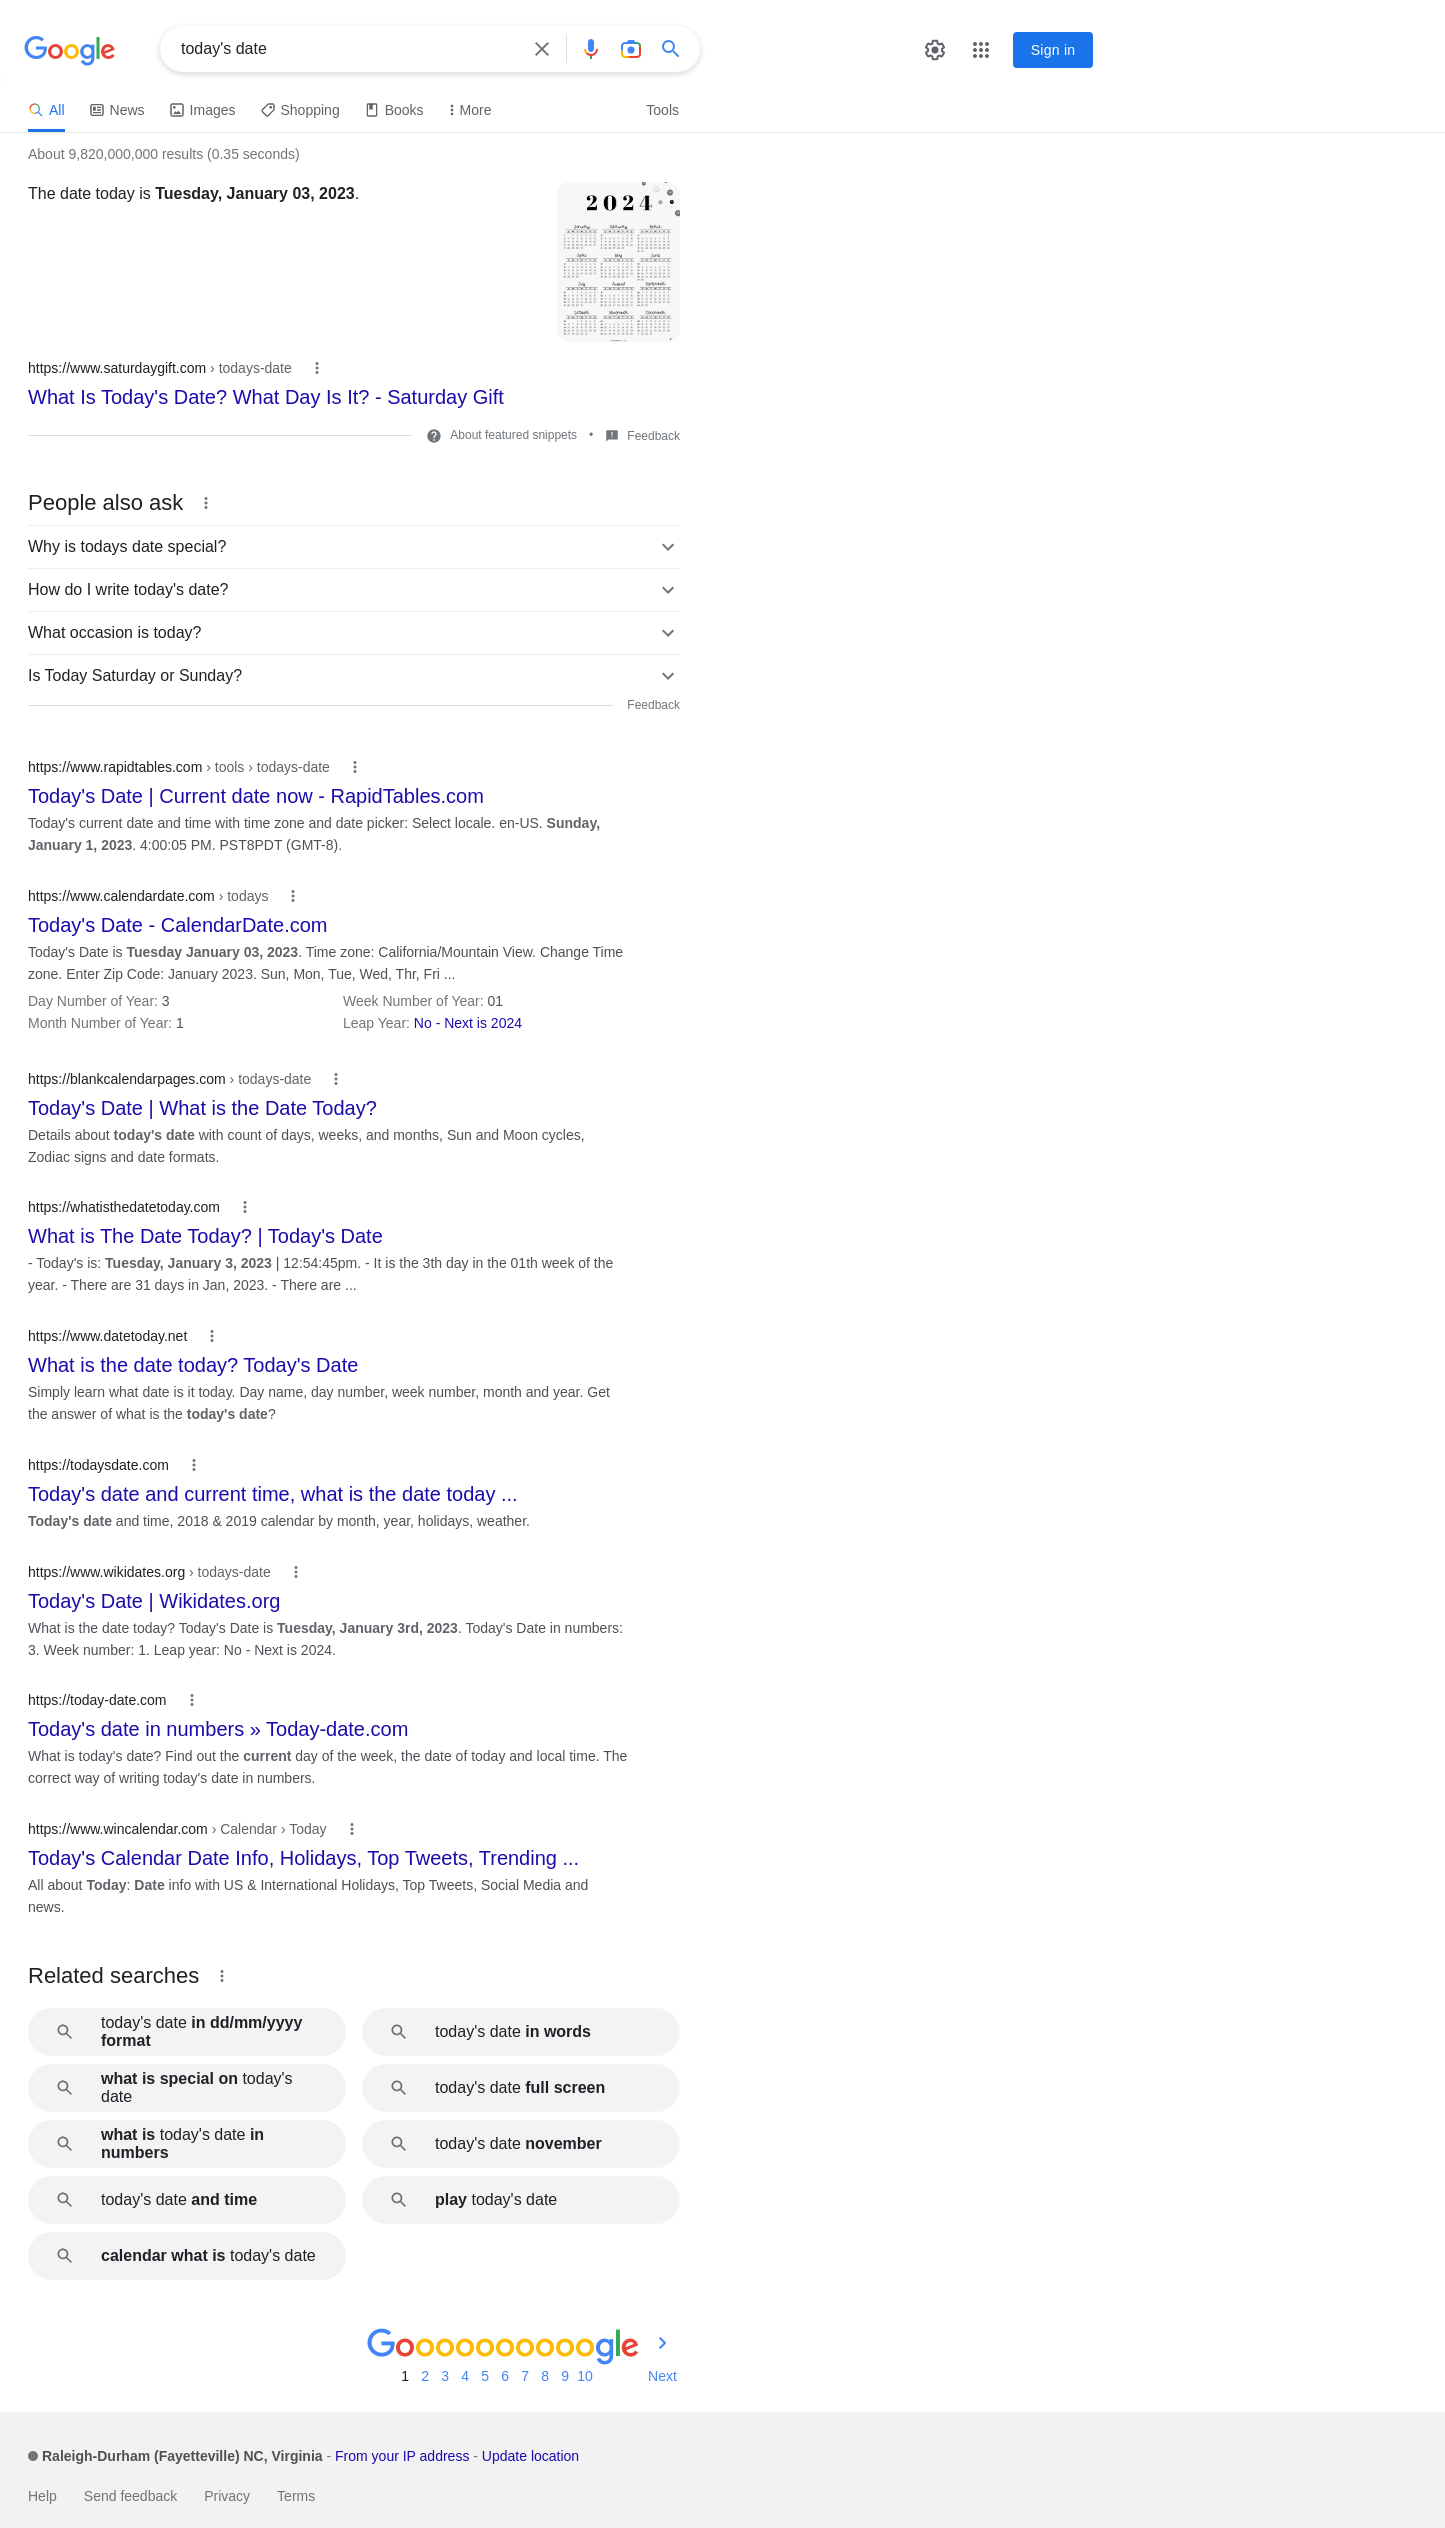 Google
today's date
Sign in
All News Images Shopping Books More Tools
About 9,820,000,000 results (0.35 seconds)
The date today is Tuesday, January 03, 2023.
2024
https://www.saturdaygift.com › todays-date
What Is Today's Date? What Day Is It? - Saturday Gift
About featured snippets • Feedback
People also ask
Why is todays date special?
How do I write today's date?
What occasion is today?
Is Today Saturday or Sunday?
Feedback
https://www.rapidtables.com › tools › todays-date
Today's Date | Current date now - RapidTables.com
Today's current date and time with time zone and date picker: Select locale. en-US. Sunday,
January 1, 2023. 4:00:05 PM. PST8PDT (GMT-8).
https://www.calendardate.com › todays
Today's Date - CalendarDate.com
Today's Date is Tuesday January 03, 2023. Time zone: California/Mountain View. Change Time
zone. Enter Zip Code: January 2023. Sun, Mon, Tue, Wed, Thr, Fri ...
Day Number of Year: 3 Week Number of Year: 01
Month Number of Year: 1 Leap Year: No - Next is 2024
https://blankcalendarpages.com › todays-date
Today's Date | What is the Date Today?
Details about today's date with count of days, weeks, and months, Sun and Moon cycles,
Zodiac signs and date formats.
https://whatisthedatetoday.com
What is The Date Today? | Today's Date
- Today's is: Tuesday, January 3, 2023 | 12:54:45pm. - It is the 3th day in the 01th week of the
year. - There are 31 days in Jan, 2023. - There are ...
https://www.datetoday.net
What is the date today? Today's Date
Simply learn what date is it today. Day name, day number, week number, month and year. Get
the answer of what is the today's date?
https://todaysdate.com
Today's date and current time, what is the date today ...
Today's date and time, 2018 & 2019 calendar by month, year, holidays, weather.
https://www.wikidates.org › todays-date
Today's Date | Wikidates.org
What is the date today? Today's Date is Tuesday, January 3rd, 2023. Today's Date in numbers:
3. Week number: 1. Leap year: No - Next is 2024.
https://today-date.com
Today's date in numbers » Today-date.com
What is today's date? Find out the current day of the week, the date of today and local time. The
correct way of writing today's date in numbers.
https://www.wincalendar.com › Calendar › Today
Today's Calendar Date Info, Holidays, Top Tweets, Trending ...
All about Today: Date info with US & International Holidays, Top Tweets, Social Media and
news.
Related searches
today's date in dd/mm/yyyy
format
today's date in words
what is special on today's
date
today's date full screen
what is today's date in
numbers
today's date november
today's date and time
play today's date
calendar what is today's date
Goooooooooogle
1 2 3 4 5 6 7 8 9 10 Next
Raleigh-Durham (Fayetteville) NC, Virginia - From your IP address - Update location
Help Send feedback Privacy Terms